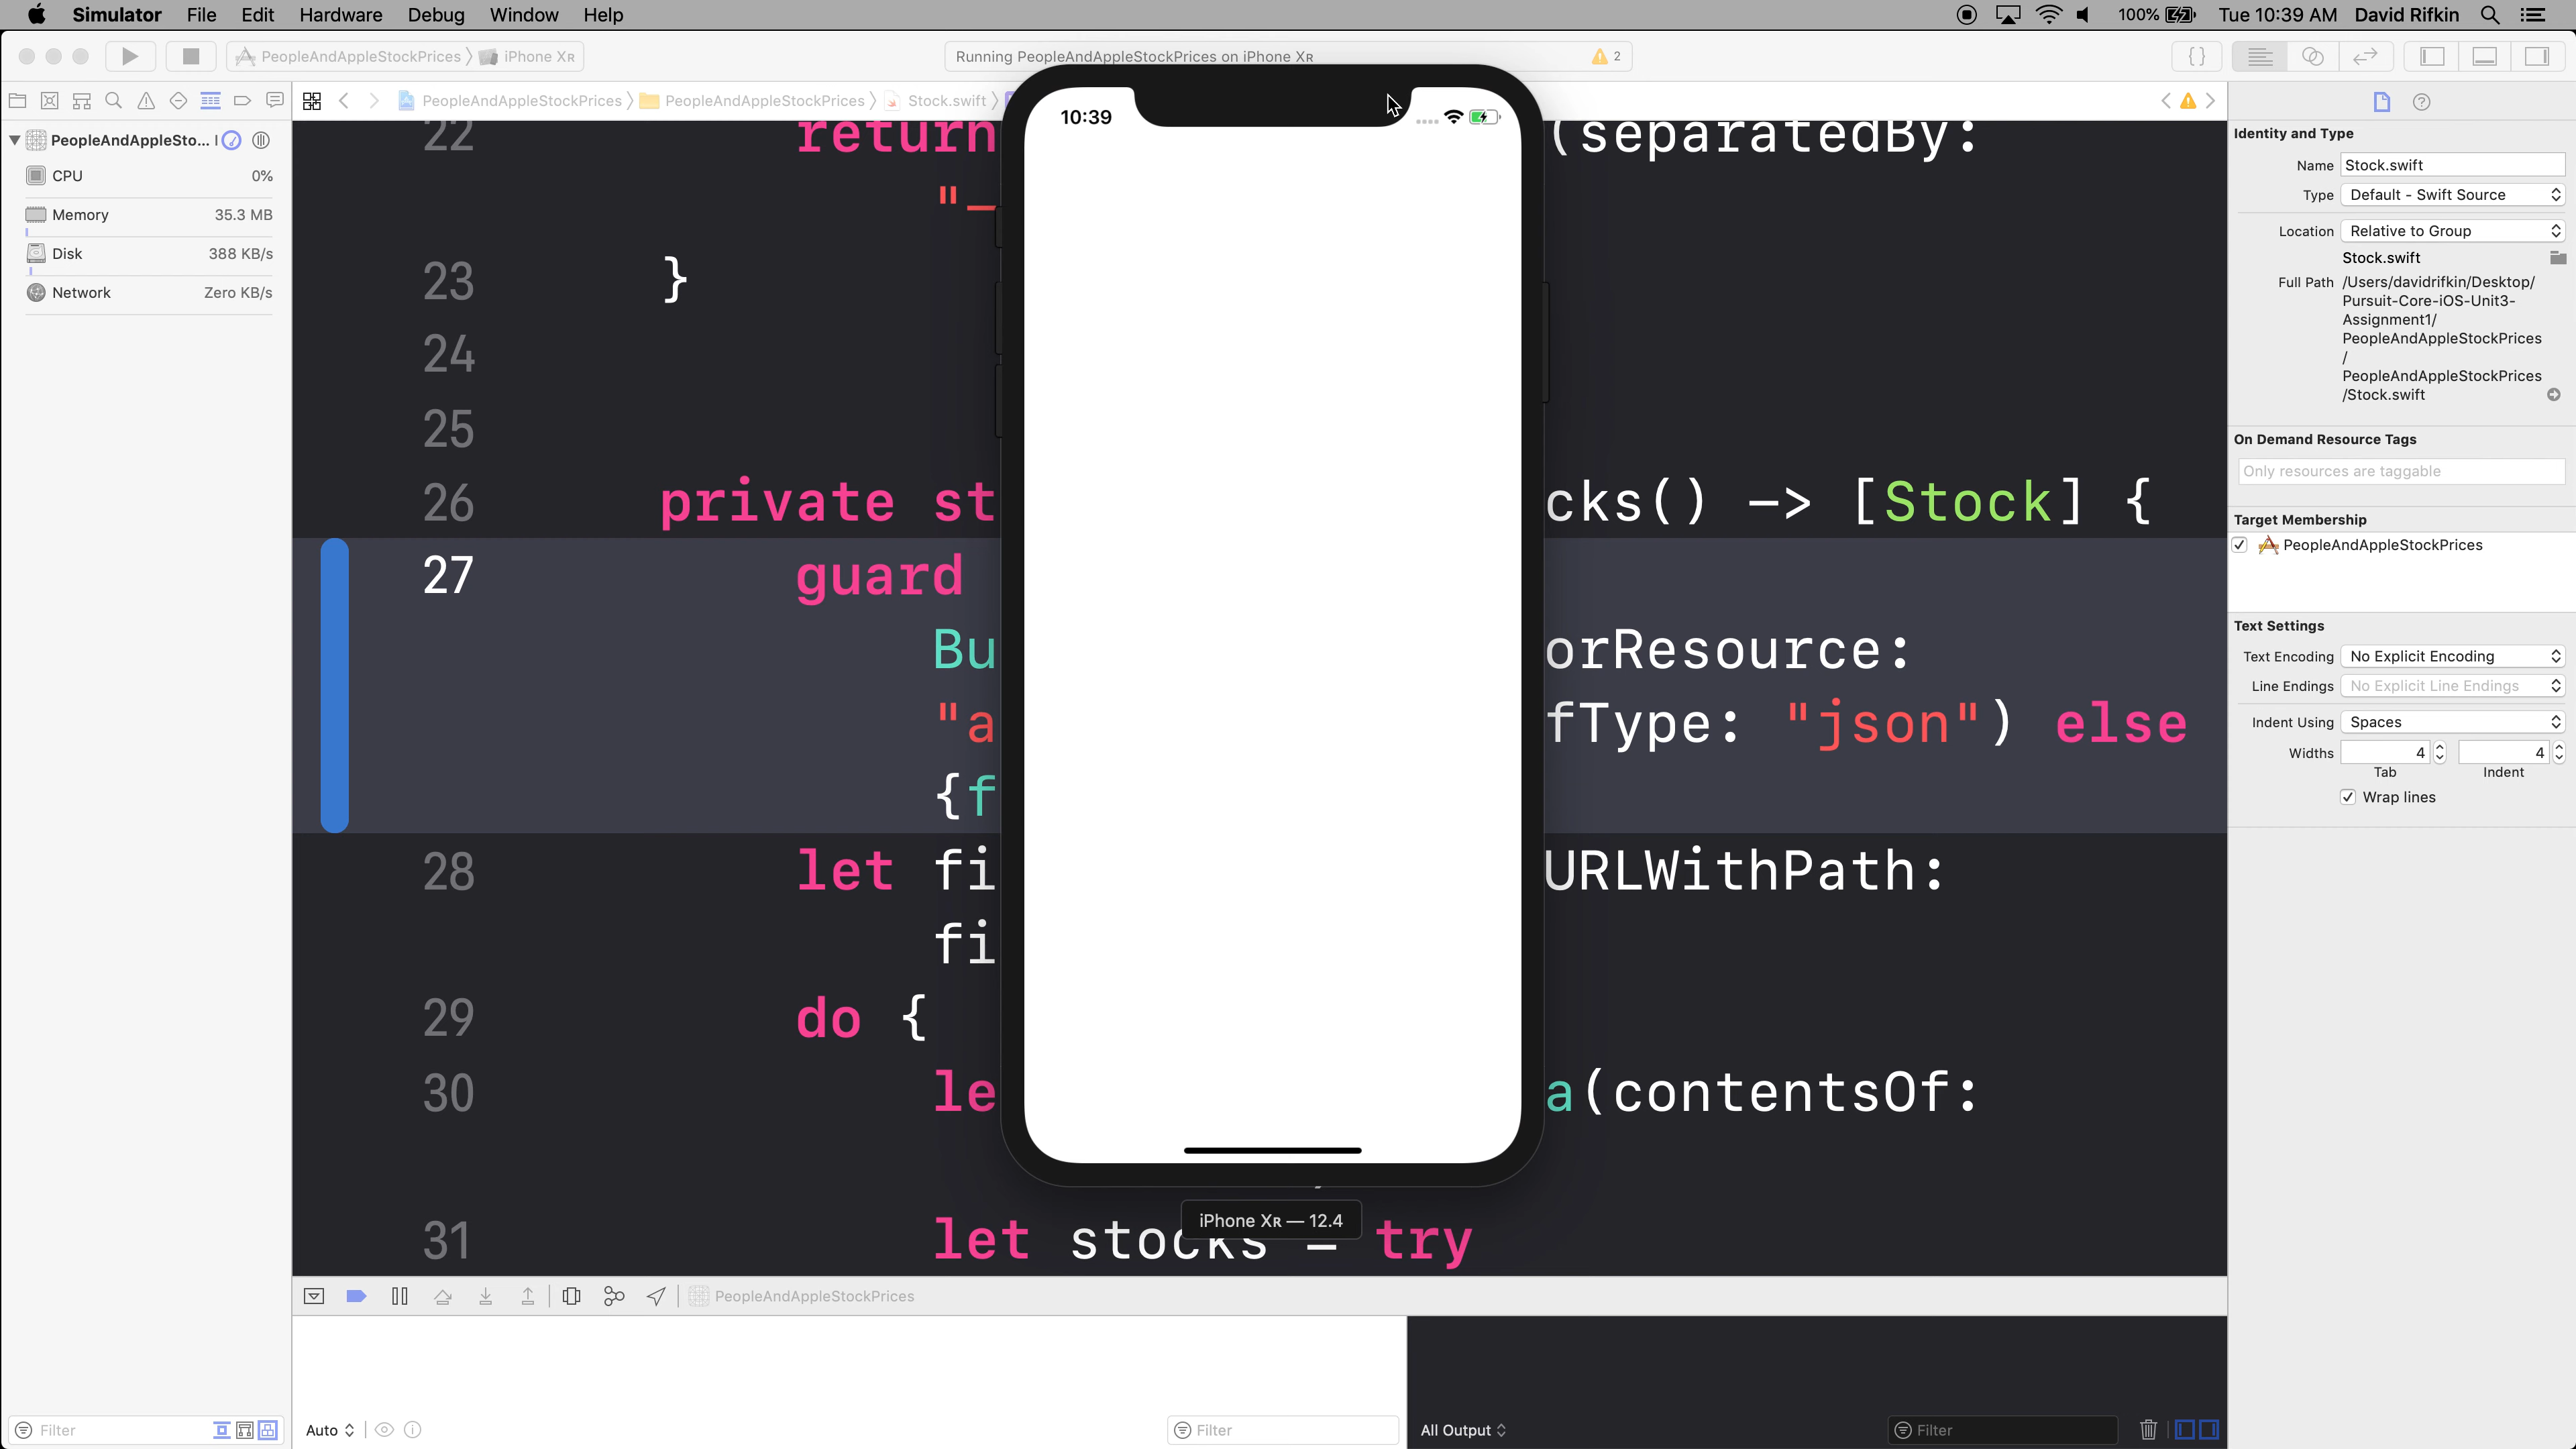 Simulator File Edit Hardware Debug Window Help 100% Tue 10:39 AM David Rifkin
PeopleAndAppleStockPrices iPhone XR Running PeopleAndAppleStockPrices on iPhone XR 2
PeopleAndAppleStockPrices PeopleAndAppleStockPrices Stock.swift
PeopleAndAppleSto...
CPU 0%
Memory 35.3 MB
Disk 388 KB/s
Network Zero KB/s
22 return (separatedBy:
"—
23 }
24
25
26 private st cks() -> [Stock] {
27 guard
Bu orResource:
"a fType: "json") else
{f
28 let fi URLWithPath:
fi
29 do {
30 le a(contentsOf:
31 let stocks = try
10:39
iPhone XR — 12.4
PeopleAndAppleStockPrices
Filter
Auto
Filter
All Output
Filter
Identity and Type
Name Stock.swift
Type Default - Swift Source
Location Relative to Group
Stock.swift
Full Path /Users/davidrifkin/Desktop/
Pursuit-Core-iOS-Unit3-
Assignment1/
PeopleAndAppleStockPrices
/
PeopleAndAppleStockPrices
/Stock.swift
On Demand Resource Tags
Only resources are taggable
Target Membership
PeopleAndAppleStockPrices
Text Settings
Text Encoding No Explicit Encoding
Line Endings No Explicit Line Endings
Indent Using Spaces
Widths 4 4
Tab Indent
Wrap lines